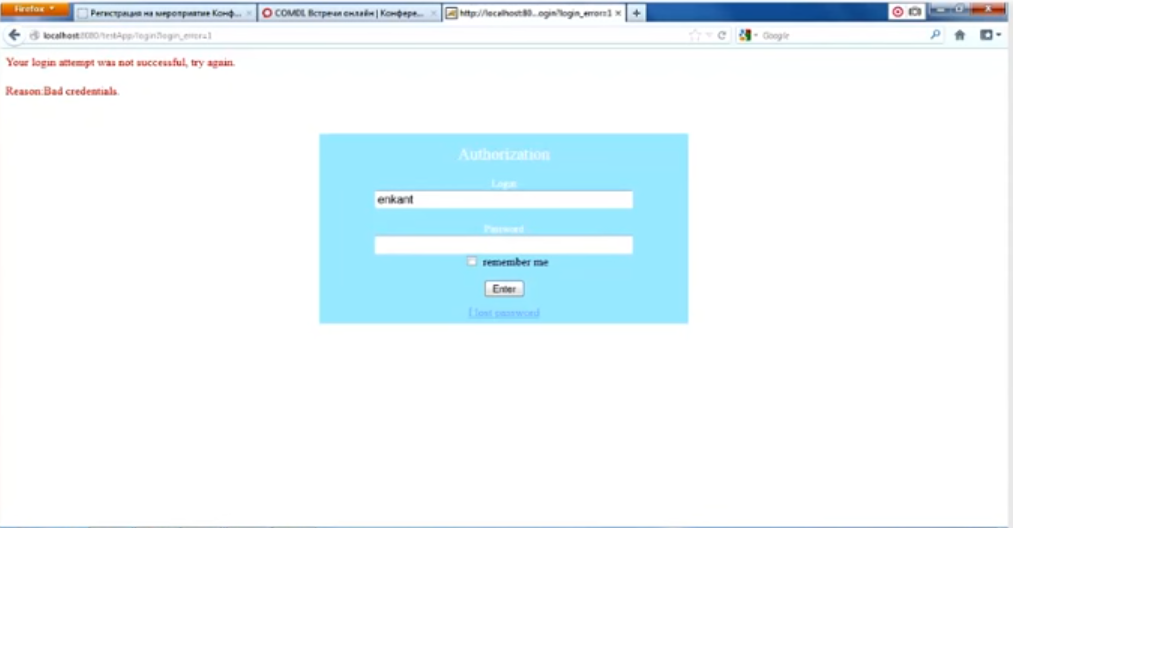 Firefox
Регистрация на мероприятие Конф...
COMDI. Встречи онлайн | Конфере...
http://localhost:80...ogin?login_error=1
localhost:8080/testApp/login?login_error=1
Google
Your login attempt was not successful, try again.
Reason:Bad credentials.
Authorization
Login
enkant
Password
remember me
Enter
I lost password